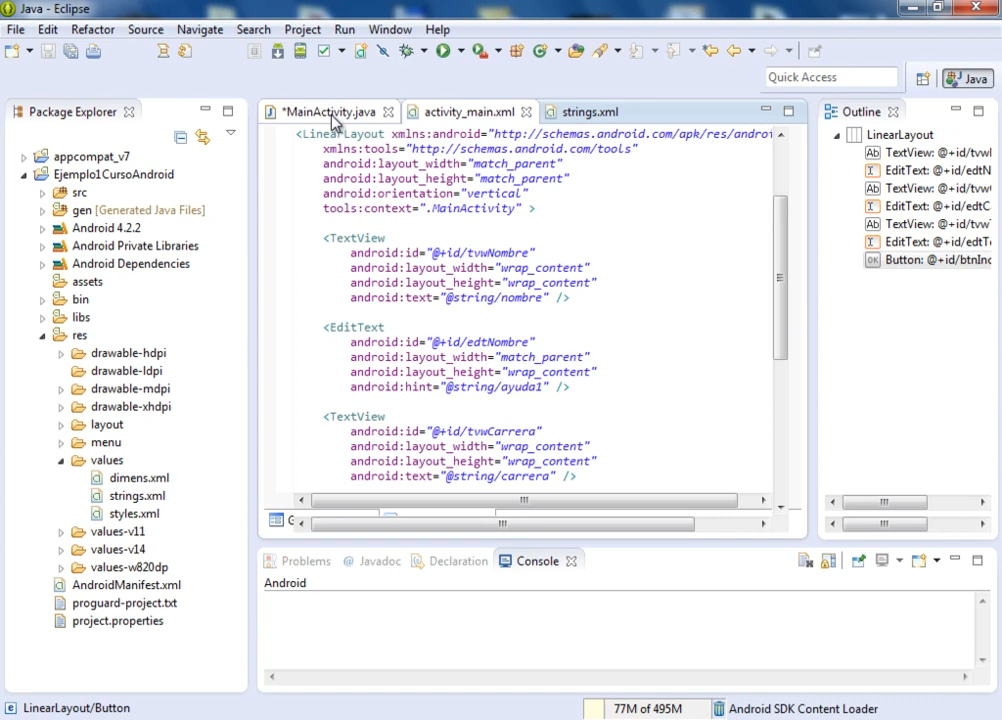 Java - Eclipse
File Edit Refactor Source Navigate Search Project Run Window Help
Quick Access
Java
Package Explorer
appcompat_v7
Ejemplo1CursoAndroid
src
gen [Generated Java Files]
Android 4.2.2
Android Private Libraries
Android Dependencies
assets
bin
libs
res
drawable-hdpi
drawable-ldpi
drawable-mdpi
drawable-xhdpi
layout
menu
values
dimens.xml
strings.xml
styles.xml
values-v11
values-v14
values-w820dp
AndroidManifest.xml
proguard-project.txt
project.properties
*MainActivity.java activity_main.xml strings.xml
<LinearLayout xmlns:android="http://schemas.android.com/apk/res/androi
xmlns:tools="http://schemas.android.com/tools"
android:layout_width="match_parent"
android:layout_height="match_parent"
android:orientation="vertical"
tools:context=".MainActivity" >
<TextView
android:id="@+id/tvwNombre"
android:layout_width="wrap_content"
android:layout_height="wrap_content"
android:text="@string/nombre" />
<EditText
android:id="@+id/edtNombre"
android:layout_width="match_parent"
android:layout_height="wrap_content"
android:hint="@string/ayuda1" />
<TextView
android:id="@+id/tvwCarrera"
android:layout_width="wrap_content"
android:layout_height="wrap_content"
android:text="@string/carrera" />
Outline
LinearLayout
TextView: @+id/tvwI
EditText: @+id/edtN
TextView: @+id/tvw
EditText: @+id/edtC
TextView: @+id/tvw
EditText: @+id/edtT
Button: @+id/btnInc
Problems @ Javadoc Declaration Console
Android
LinearLayout/Button
77M of 495M
Android SDK Content Loader